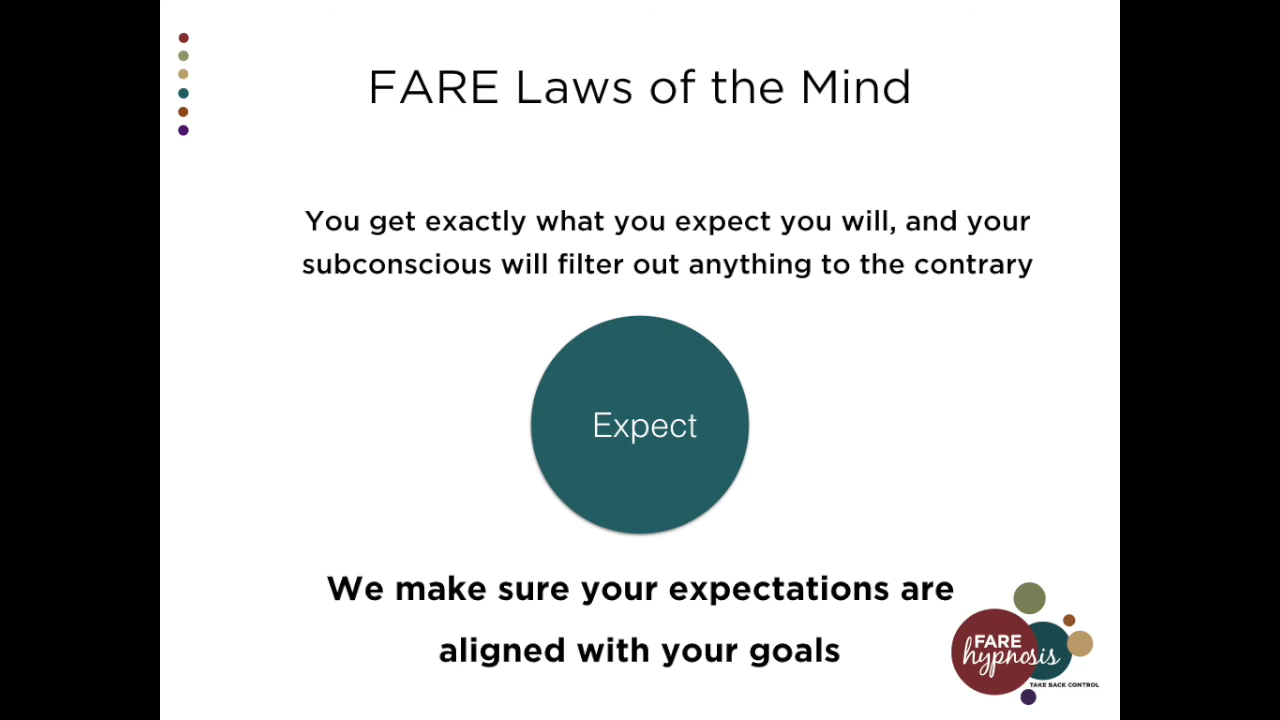 FARE Laws of the Mind
You get exactly what you expect you will, and your
subconscious will filter out anything to the contrary
Expect
We make sure your expectations are
aligned with your goals
FARE
hypnosis
TAKE BACK CONTROL